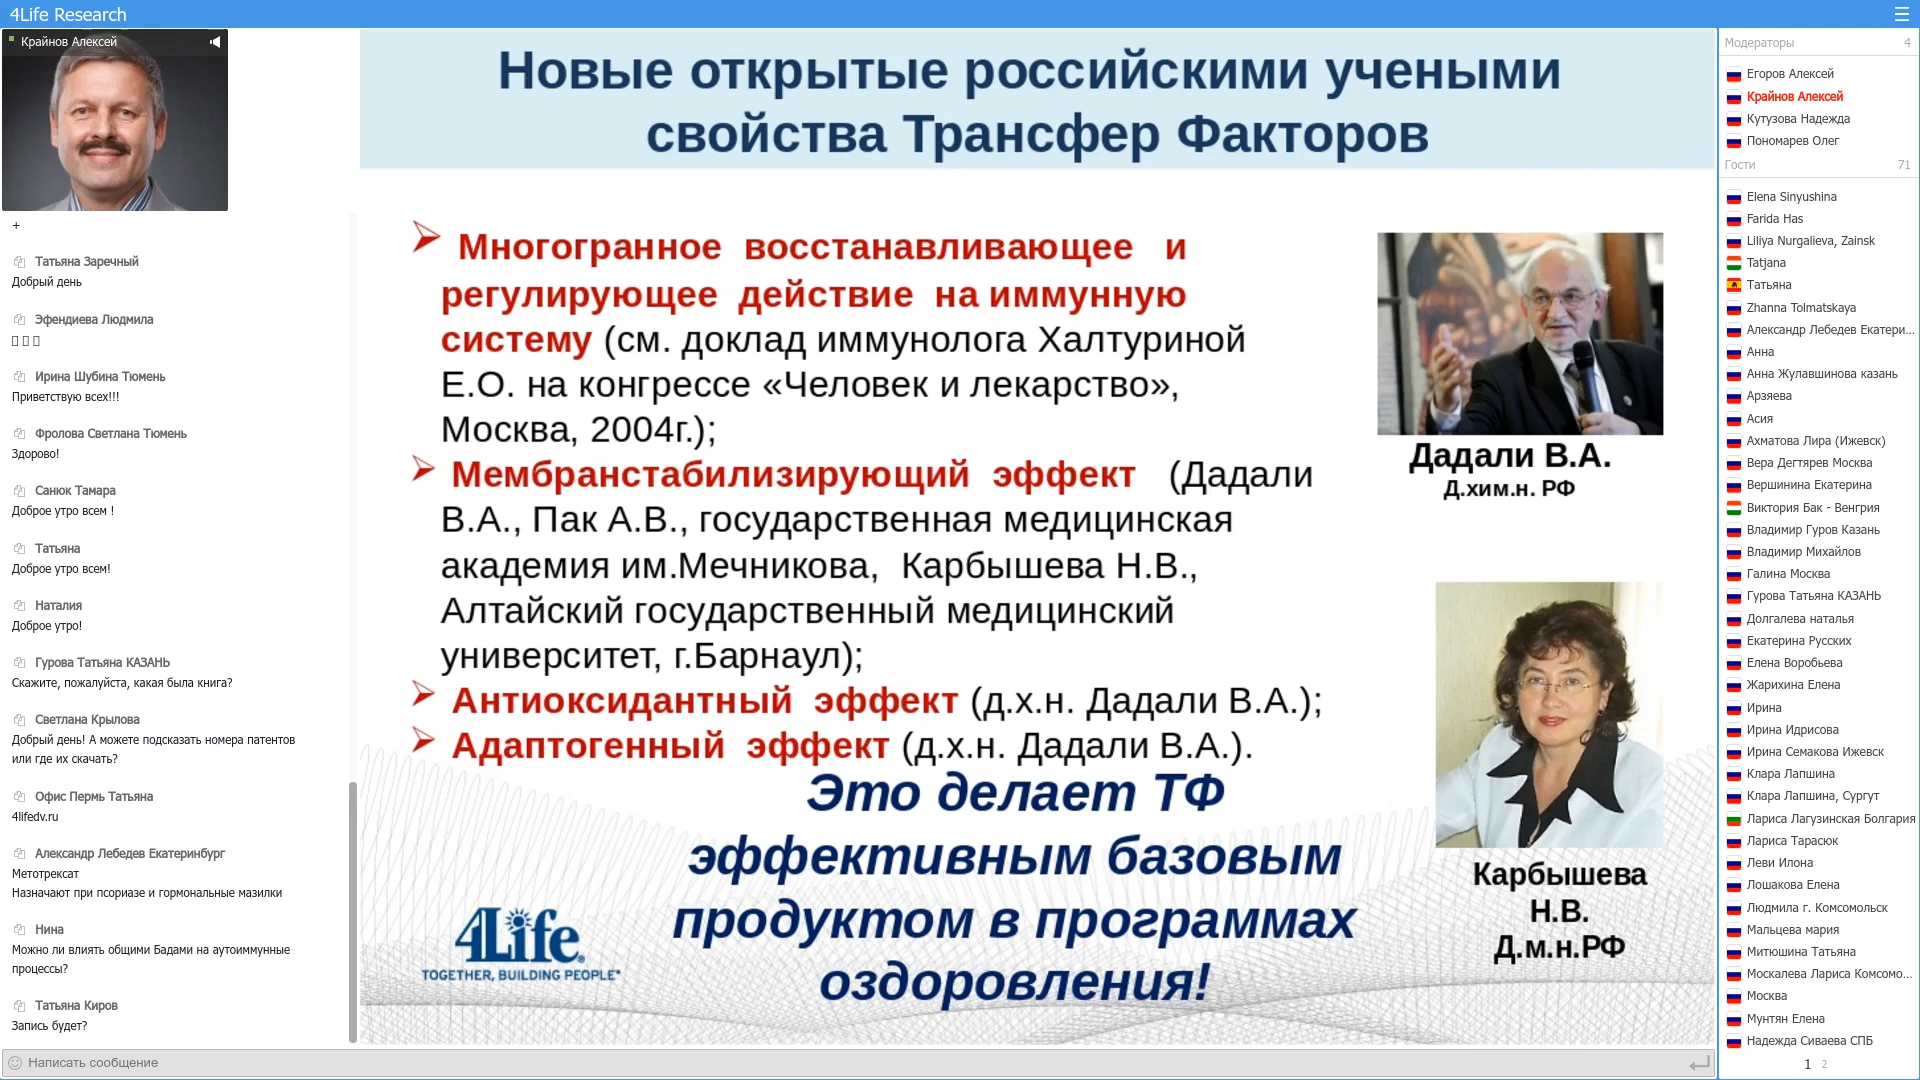 4Life Research
Крайнов Алексей
+
Татьяна Заречный
Добрый день
Эфендиева Людмила
Ирина Шубина Тюмень
Приветствую всех!!!
Фролова Светлана Тюмень
Здорово!
Санюк Тамара
Доброе утро всем !
Татьяна
Доброе утро всем!
Наталия
Доброе утро!
Гурова Татьяна КАЗАНЬ
Скажите, пожалуйста, какая была книга?
Светлана Крылова
Добрый день! А можете подсказать номера патентов
или где их скачать?
Офис Пермь Татьяна
4lifedv.ru
Александр Лебедев Екатеринбург
Метотрексат
Назначают при псориазе и гормональные мазилки
Нина
Можно ли влиять общими Бадами на аутоиммунные
процессы?
Татьяна Киров
Запись будет?
Написать сообщение
Новые открытые российскими учеными
свойства Трансфер Факторов
Многогранное восстанавливающее и
регулирующее действие на иммунную
систему (см. доклад иммунолога Халтуриной
Е.О. на конгрессе «Человек и лекарство»,
Москва, 2004г.);
Мембранстабилизирующий эффект (Дадали
В.А., Пак А.В., государственная медицинская
академия им.Мечникова, Карбышева Н.В.,
Алтайский государственный медицинский
университет, г.Барнаул);
Антиоксидантный эффект (д.х.н. Дадали В.А.);
Адаптогенный эффект (д.х.н. Дадали В.А.).
Это делает ТФ
эффективным базовым
продуктом в программах
оздоровления!
4Life
TOGETHER, BUILDING PEOPLE
Дадали В.А.
Д.хим.н. РФ
Карбышева
Н.В.
Д.м.н.РФ
Модераторы 4
Егоров Алексей
Крайнов Алексей
Кутузова Надежда
Пономарев Олег
Гости 71
Elena Sinyushina
Farida Has
Liliya Nurgalieva, Zainsk
Tatjana
Татьяна
Zhanna Tolmatskaya
Александр Лебедев Екатери...
Анна
Анна Жулавшинова казань
Арзяева
Асия
Ахматова Лира (Ижевск)
Вера Дегтярев Москва
Вершинина Екатерина
Виктория Бак - Венгрия
Владимир Гуров Казань
Владимир Михайлов
Галина Москва
Гурова Татьяна КАЗАНЬ
Долгалева наталья
Екатерина Русских
Елена Воробьева
Жарихина Елена
Ирина
Ирина Идрисова
Ирина Семакова Ижевск
Клара Лапшина
Клара Лапшина, Сургут
Лариса Лагузинская Болгария
Лариса Тарасюк
Леви Илона
Лошакова Елена
Людмила г. Комсомольск
Мальцева мария
Митюшина Татьяна
Москалева Лариса Комсомо...
Москва
Мунтян Елена
Надежда Сиваева СПБ
1 2